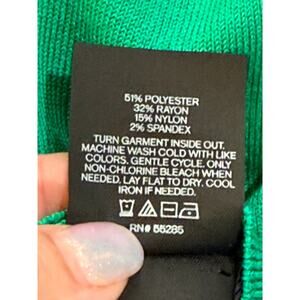 51% POLYESTER
32% RAYON
15% NYLON
2% SPANDEX
TURN GARMENT INSIDE OUT.
MACHINE WASH COLD WITH LIKE
COLORS. GENTLE CYCLE. ONLY
NON-CHLORINE BLEACH WHEN
NEEDED. LAY FLAT TO DRY. COOL
IRON IF NEEDED.
RN# 55285